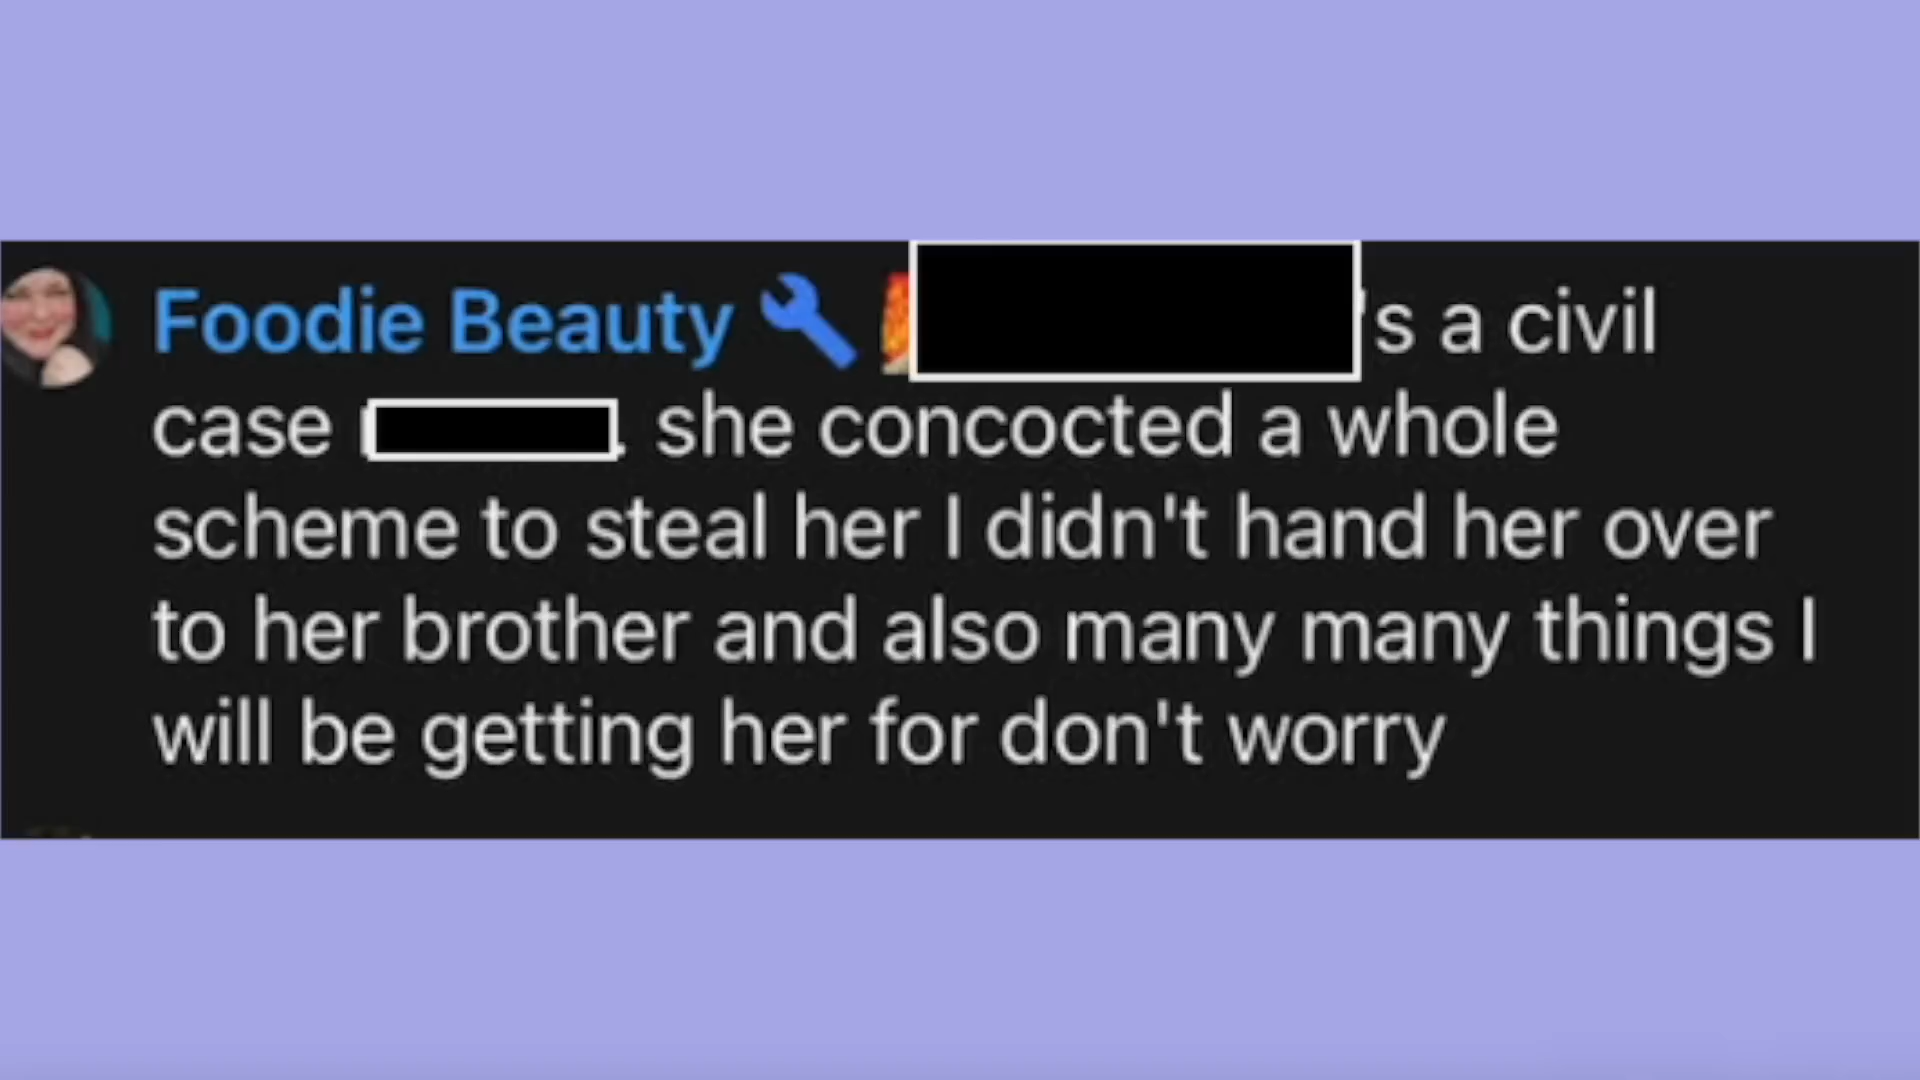 Foodie Beauty 's a civil
case . she concocted a whole
scheme to steal her I didn't hand her over
to her brother and also many many things I
will be getting her for don't worry